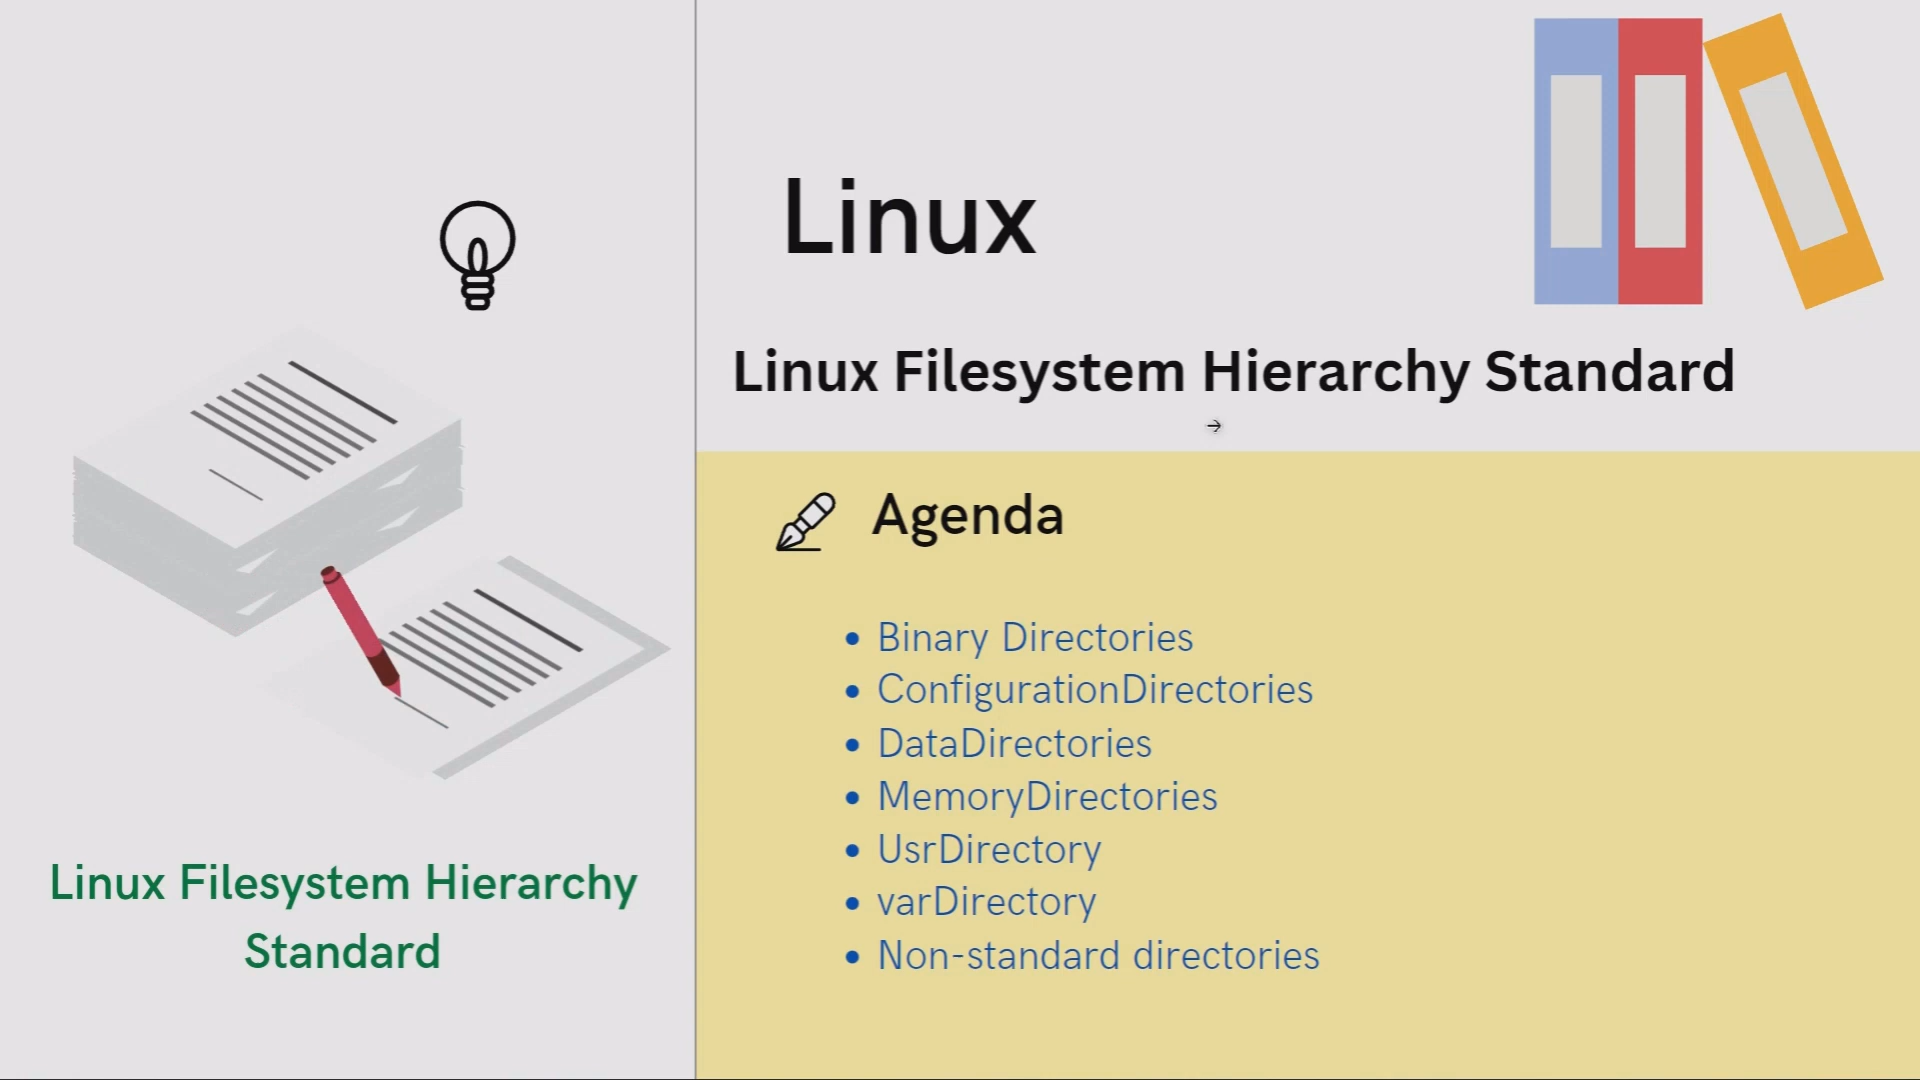 Linux
Linux Filesystem Hierarchy Standard
Agenda
• Binary Directories
• ConfigurationDirectories
• DataDirectories
• MemoryDirectories
• UsrDirectory
• varDirectory
• Non-standard directories
Linux Filesystem Hierarchy
Standard